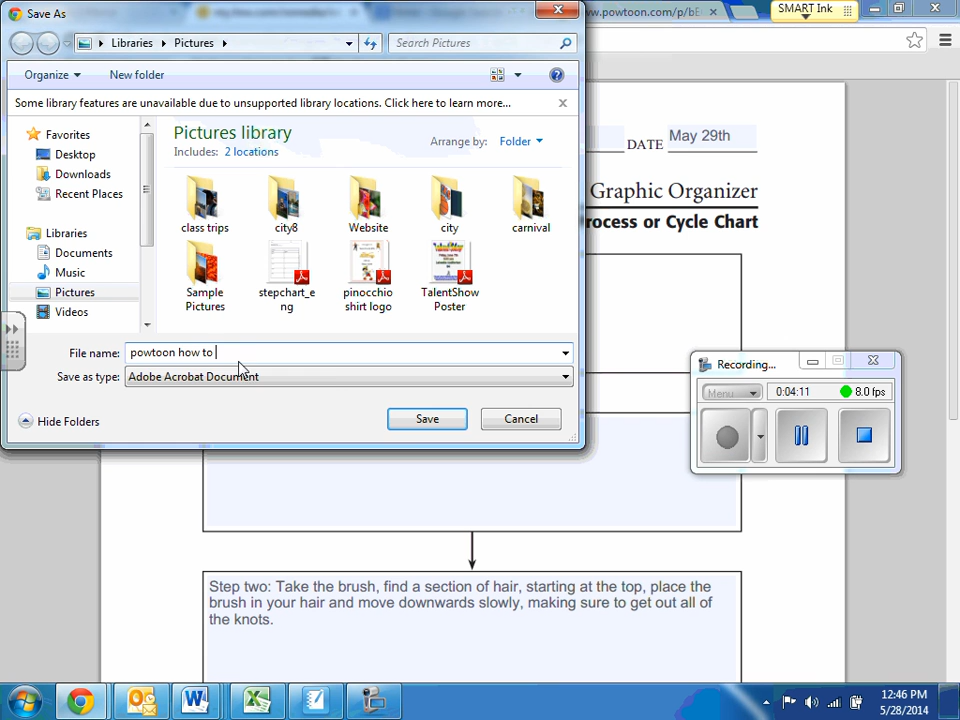 Save As
www.powtoon.com/p/bE
SMART Ink
Libraries
Pictures
Search Pictures
Organize
New folder
Some library features are unavailable due to unsupported library locations. Click here to learn more...
Favorites
Desktop
Downloads
Recent Places
Libraries
Documents
Music
Pictures
Videos
Pictures library
Includes: 2 locations
Arrange by: Folder
class trips
city8
Website
city
carnival
Sample
Pictures
stepchart_e
ng
pinocchio
shirt logo
TalentShow
Poster
File name: powtoon how to
Save as type: Adobe Acrobat Document
Hide Folders
Save
Cancel
DATE May 29th
Graphic Organizer
rocess or Cycle Chart
Recording...
Menu
0:04:11
8.0 fps
Step two: Take the brush, find a section of hair, starting at the top, place the
brush in your hair and move downwards slowly, making sure to get out all of
the knots.
12:46 PM
5/28/2014